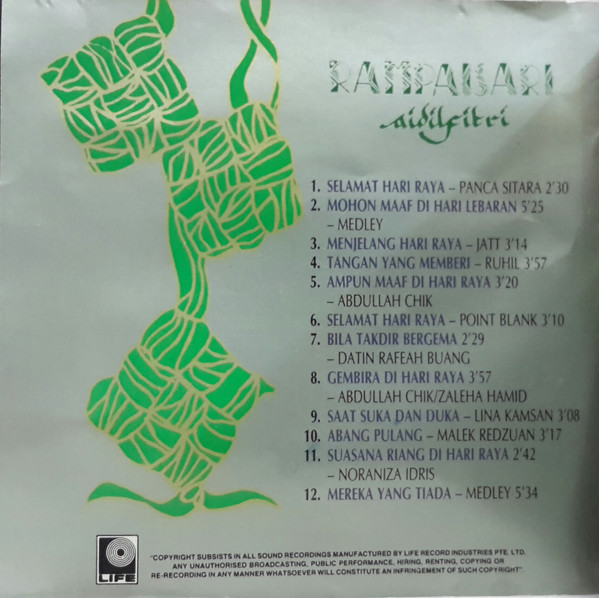 RAMPAISARI
aidilfitri
1. SELAMAT HARI RAYA – PANCA SITARA 2'30
2. MOHON MAAF DI HARI LEBARAN 5'25
– MEDLEY
3. MENJELANG HARI RAYA – JATT 3'14
4. TANGAN YANG MEMBERI – RUHIL 3'57
5. AMPUN MAAF DI HARI RAYA 3'20
– ABDULLAH CHIK
6. SELAMAT HARI RAYA – POINT BLANK 3'10
7. BILA TAKDIR BERGEMA 2'29
– DATIN RAFEAH BUANG
8. GEMBIRA DI HARI RAYA 3'57
– ABDULLAH CHIK/ZALEHA HAMID
9. SAAT SUKA DAN DUKA – LINA KAMSAN 3'08
10. ABANG PULANG – MALEK REDZUAN 3'17
11. SUASANA RIANG DI HARI RAYA 2'42
– NORANIZA IDRIS
12. MEREKA YANG TIADA – MEDLEY 5'34
LIFE
"COPYRIGHT SUBSISTS IN ALL SOUND RECORDINGS MANUFACTURED BY LIFE RECORD INDUSTRIES PTE. LTD.
ANY UNAUTHORISED BROADCASTING, PUBLIC PERFORMANCE, HIRING, RENTING, COPYING OR
RE-RECORDING IN ANY MANNER WHATSOEVER WILL CONSTITUTE AN INFRINGEMENT OF SUCH COPYRIGHT".